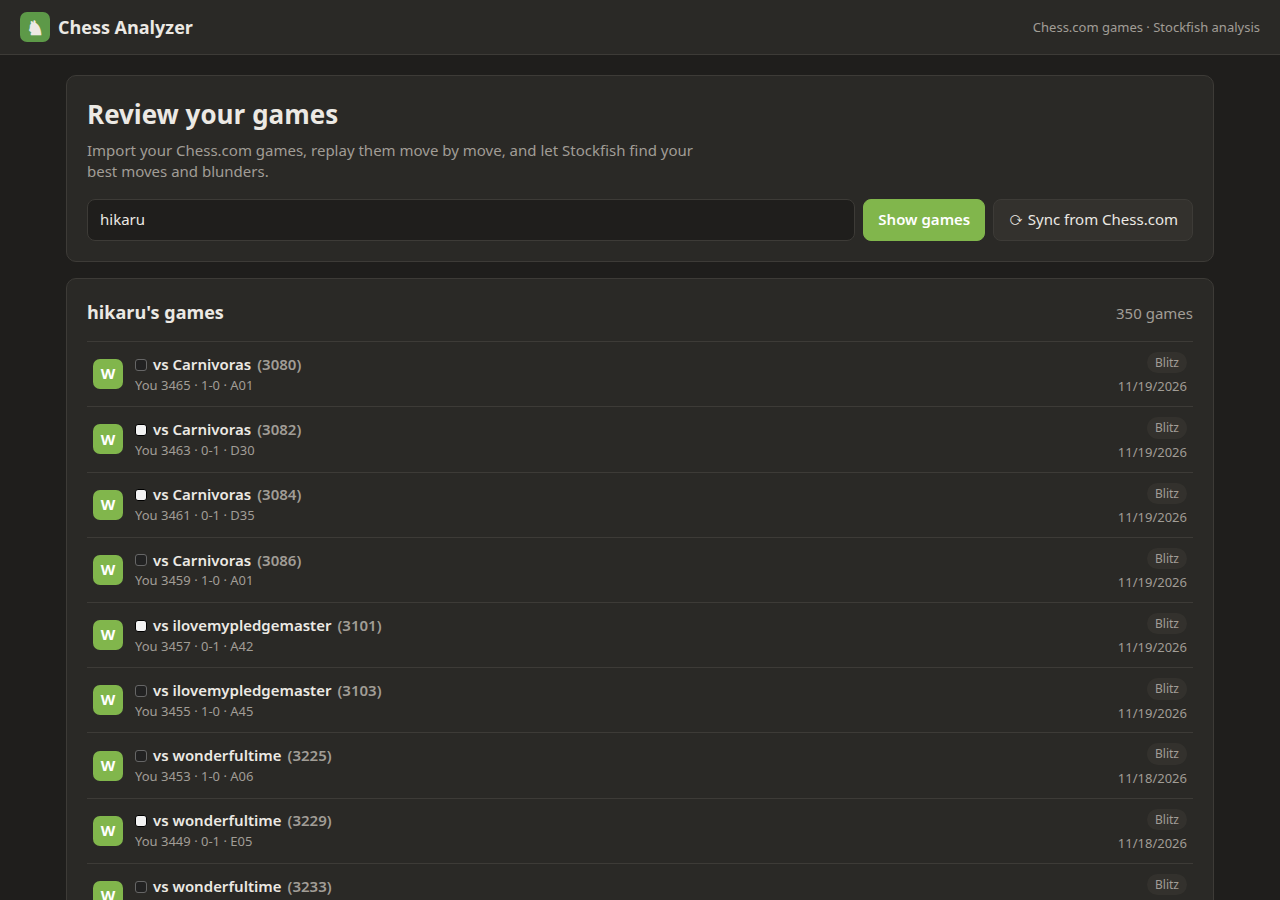 Chess Analyzer
Chess.com games · Stockfish analysis
Review your games
Import your Chess.com games, replay them move by move, and let Stockfish find your
best moves and blunders.
hikaru
Show games
⟳ Sync from Chess.com
hikaru's games
350 games
W
vs Carnivoras (3080)
You 3465 · 1-0 · A01
Blitz
11/19/2026
W
vs Carnivoras (3082)
You 3463 · 0-1 · D30
Blitz
11/19/2026
W
vs Carnivoras (3084)
You 3461 · 0-1 · D35
Blitz
11/19/2026
W
vs Carnivoras (3086)
You 3459 · 1-0 · A01
Blitz
11/19/2026
W
vs ilovemypledgemaster (3101)
You 3457 · 0-1 · A42
Blitz
11/19/2026
W
vs ilovemypledgemaster (3103)
You 3455 · 1-0 · A45
Blitz
11/19/2026
W
vs wonderfultime (3225)
You 3453 · 1-0 · A06
Blitz
11/18/2026
W
vs wonderfultime (3229)
You 3449 · 0-1 · E05
Blitz
11/18/2026
W
vs wonderfultime (3233)
Blitz